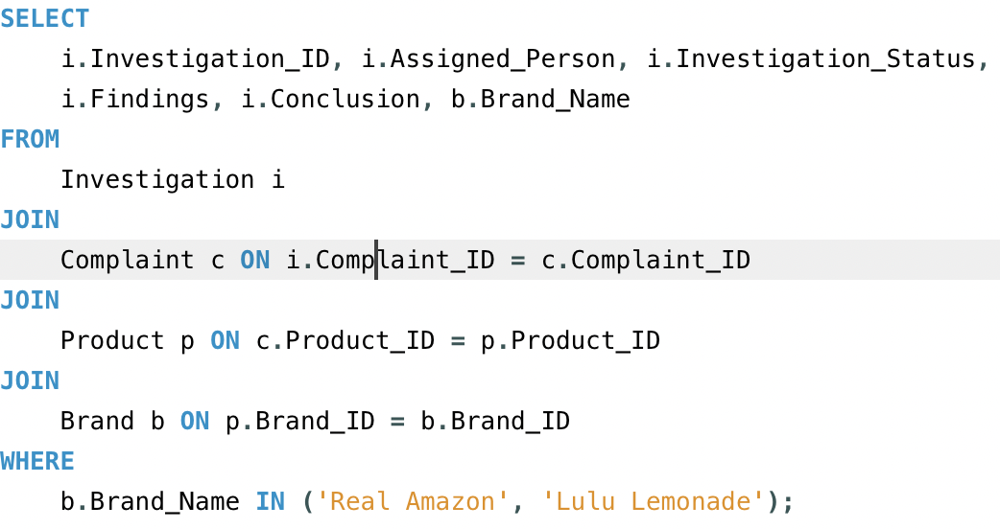 SELECT
    i.Investigation_ID, i.Assigned_Person, i.Investigation_Status,
    i.Findings, i.Conclusion, b.Brand_Name
FROM
    Investigation i
JOIN
    Complaint c ON i.Complaint_ID = c.Complaint_ID
JOIN
    Product p ON c.Product_ID = p.Product_ID
JOIN
    Brand b ON p.Brand_ID = b.Brand_ID
WHERE
    b.Brand_Name IN ('Real Amazon', 'Lulu Lemonade');